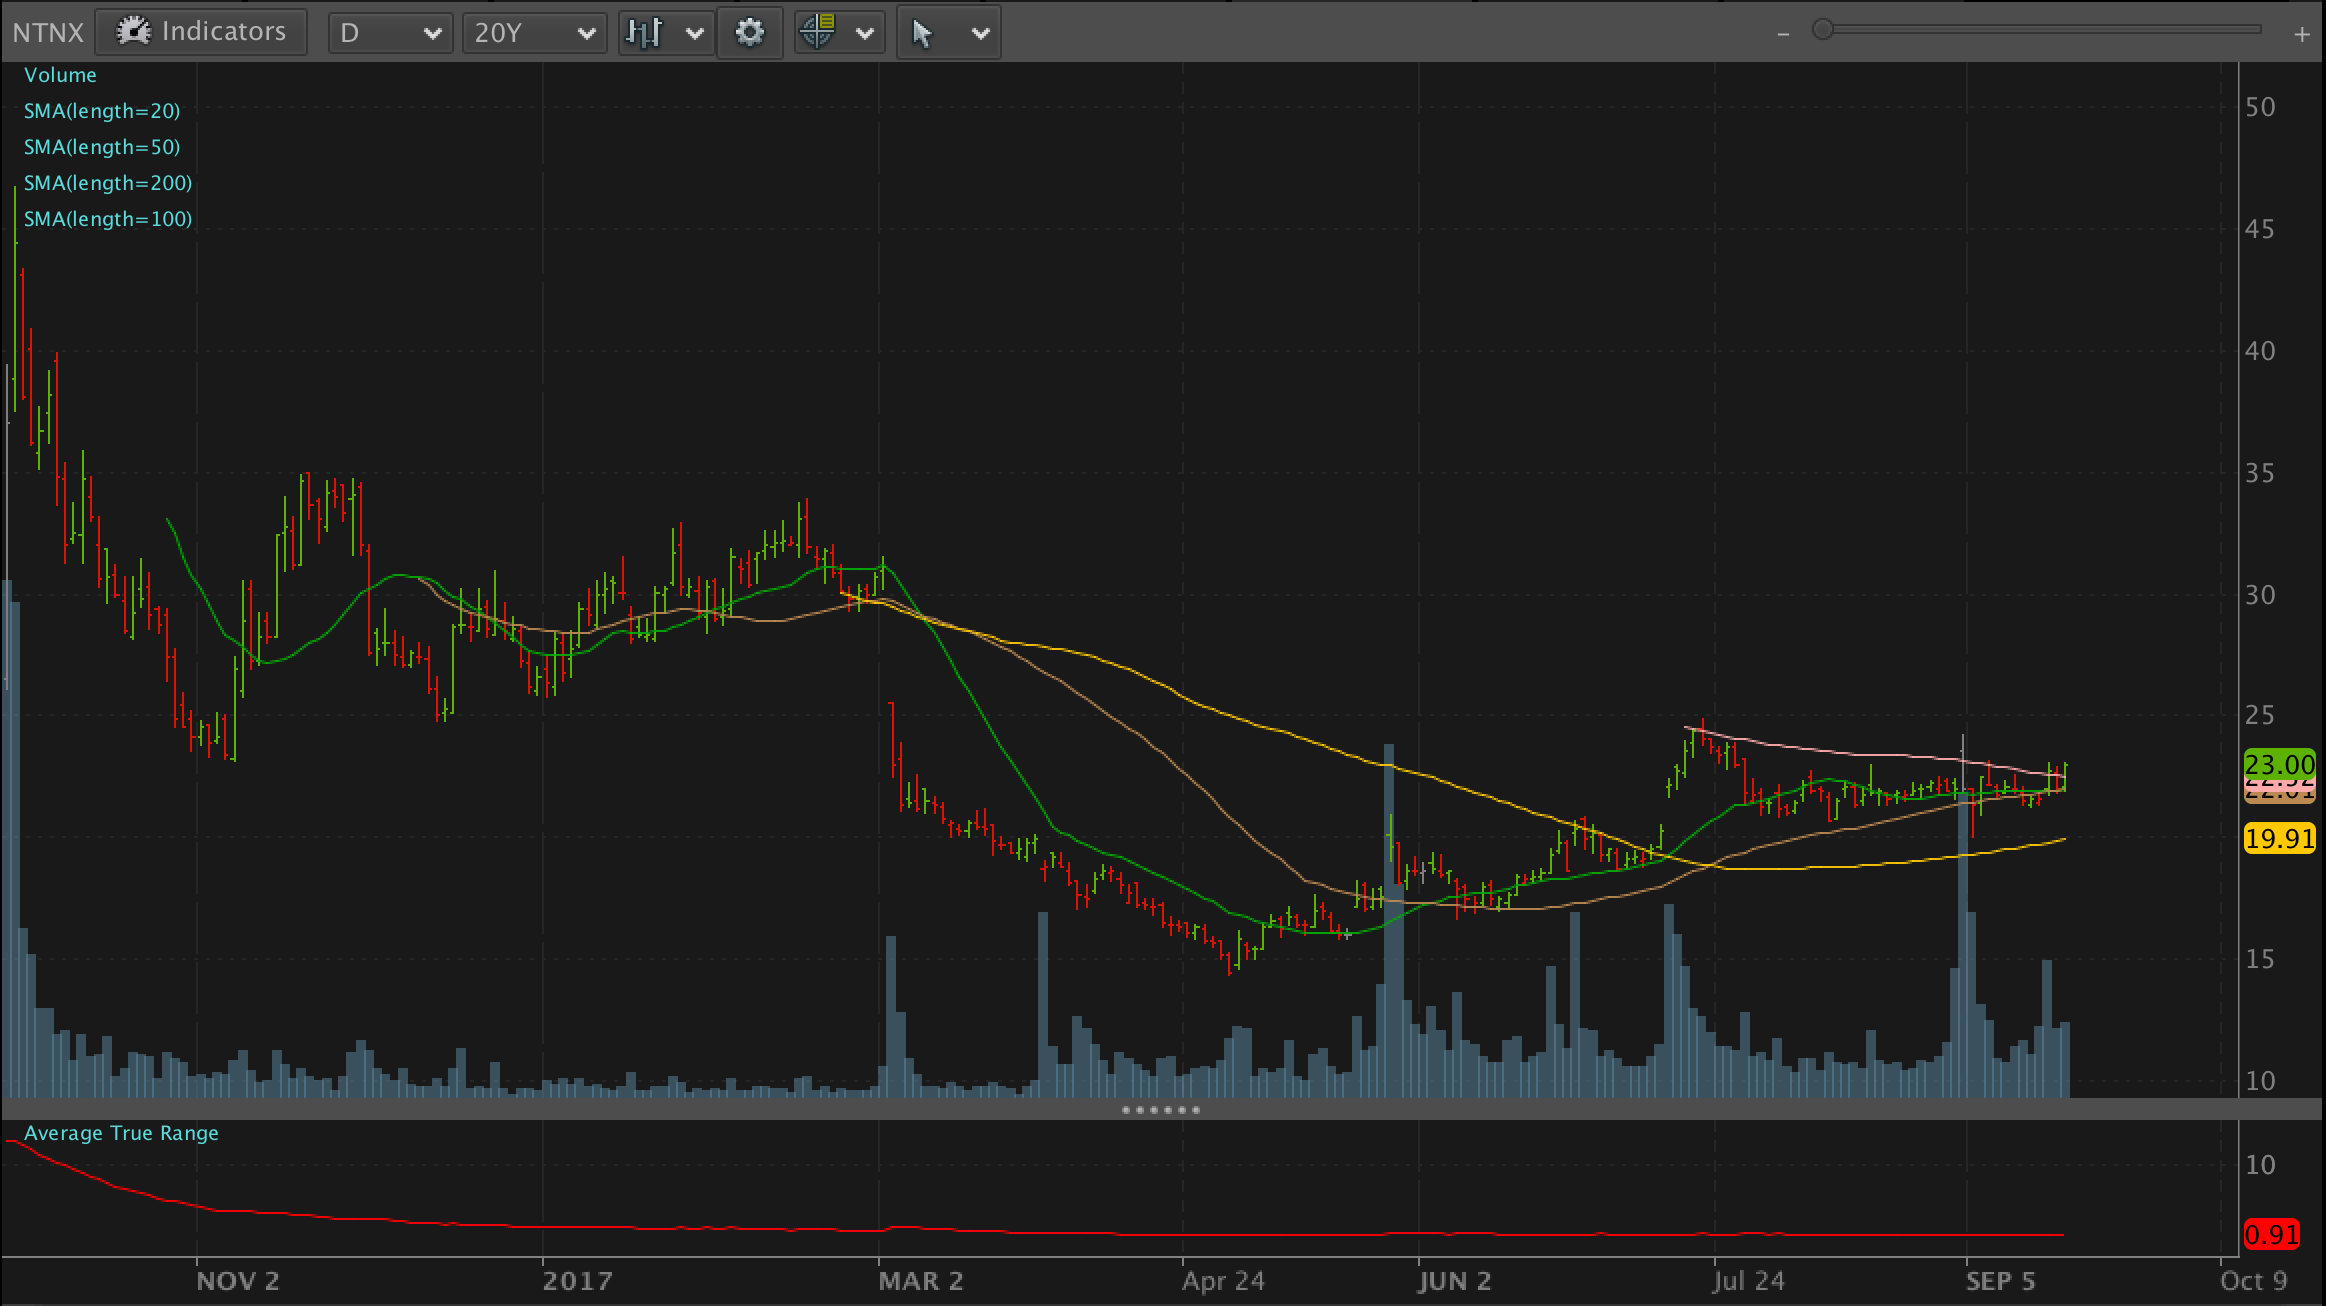 NTNX Indicators D 20Y - +
Volume
SMA(length=20)
SMA(length=50)
SMA(length=200)
SMA(length=100)
50
45
40
35
30
25
23.00
19.91
15
10
Average True Range
10
0.91
NOV 2 2017 MAR 2 Apr 24 JUN 2 Jul 24 SEP 5 Oct 9